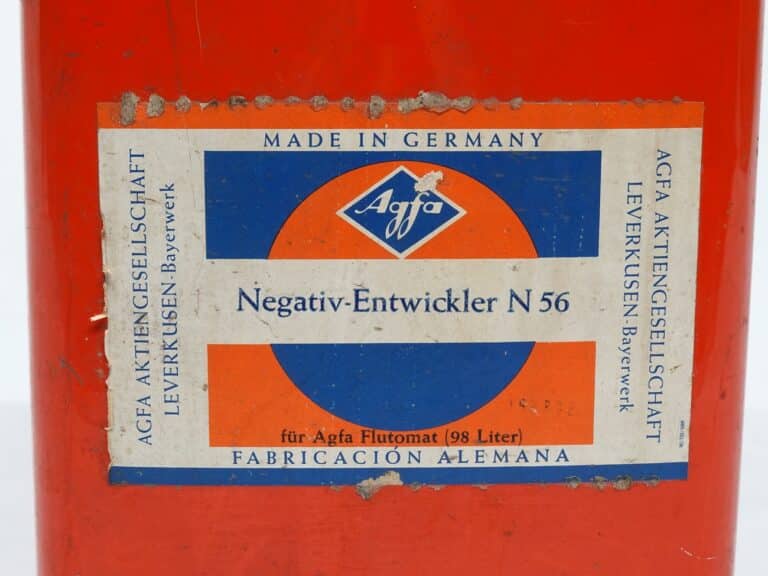 MADE IN GERMANY
AGFA AKTIENGESELLSCHAFT
LEVERKUSEN-Bayerwerk
Agfa
Negativ-Entwickler N 56
für Agfa Flutomat (98 Liter)
FABRICACIÓN ALEMANA
AGFA AKTIENGESELLSCHAFT
LEVERKUSEN-Bayerwerk